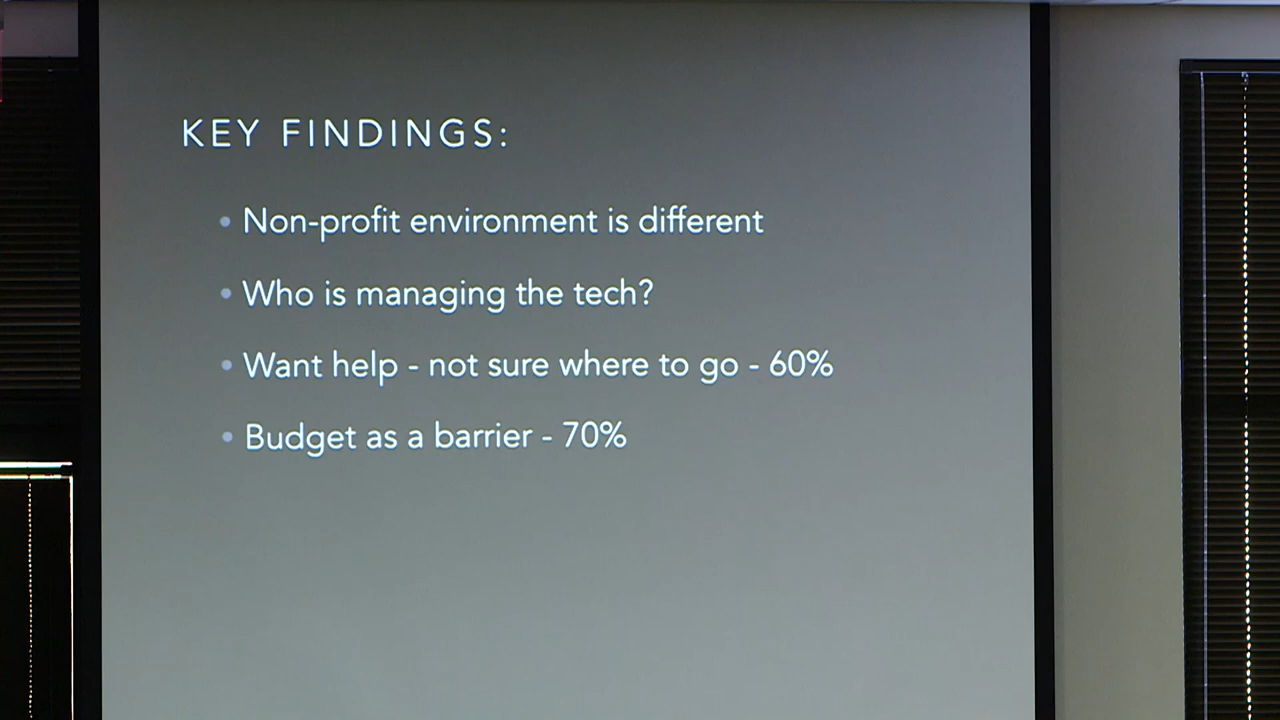 KEY FINDINGS:
• Non-profit environment is different
• Who is managing the tech?
• Want help - not sure where to go - 60%
• Budget as a barrier - 70%